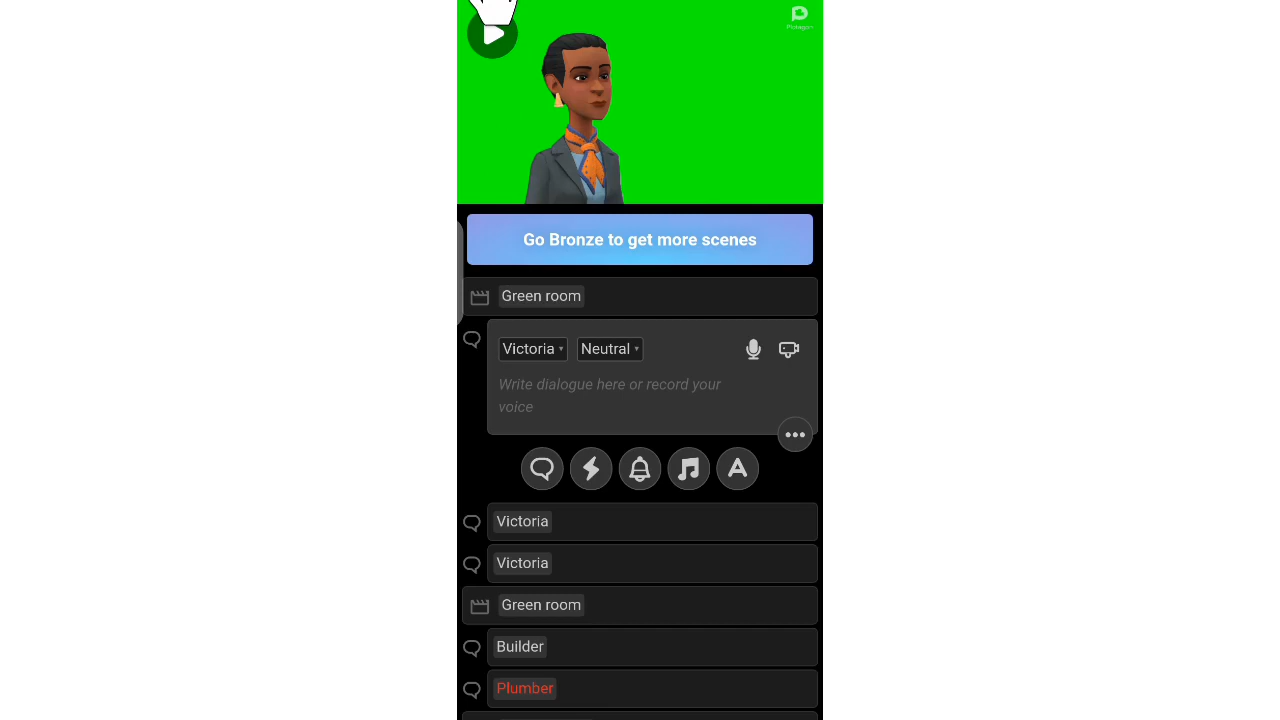 Plotagon
Go Bronze to get more scenes
Green room
Victoria
Neutral
Write dialogue here or record your
voice
Victoria
Victoria
Green room
Builder
Plumber